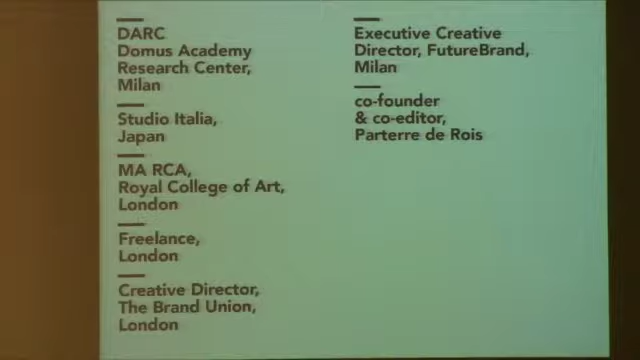 DARC
Domus Academy
Research Center,
Milan
Studio Italia,
Japan
MA RCA,
Royal College of Art,
London
Freelance,
London
Creative Director,
The Brand Union,
London
Executive Creative
Director, FutureBrand,
Milan
co-founder
& co-editor,
Parterre de Rois